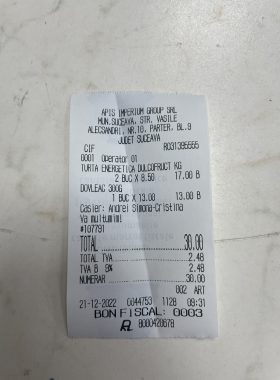 APIS IMPERIUM GROUP SRL
MUN.SUCEAVA, STR. VASILE
ALECSANDRI, NR.10, PARTER, BL.9
JUDET SUCEAVA
CIF RO31385555
0001 Operator 01
TURTA ENERGETICA DULCOFRUCT KG
2 BUC X 8.50 17.00 B
DOVLEAC 300G
1 BUC X 13.00 13.00 B
Casier: Andrei Simona-Cristina
Va multumim!
#107791
TOTAL 30.00
TOTAL TVA 2.48
TVA B 9% 2.48
NUMERAR 30.00
002 ART
21-12-2022 0044753 1128 09:31
BON FISCAL: 0003
8000420678